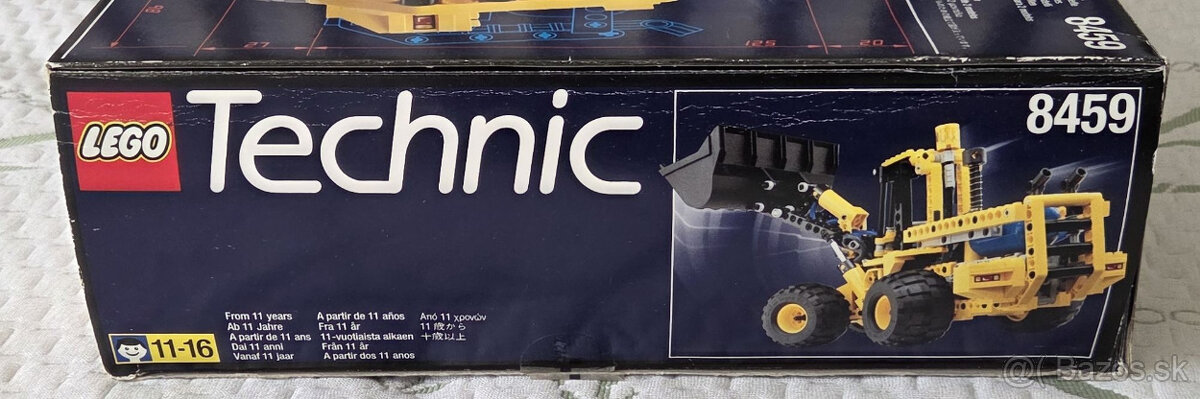 60
27
125
20
8459
LEGO
Technic
8459
From 11 years
Ab 11 Jahre
A partir de 11 ans
Dai 11 anni
Vanaf 11 jaar
A partir de 11 años
Fra 11 år
11-vuotiaista alkaen
Från 11 år
A partir dos 11 anos
Από 11 χρονών
11歳から
十歳以上
11-16
@( Bazos.sk